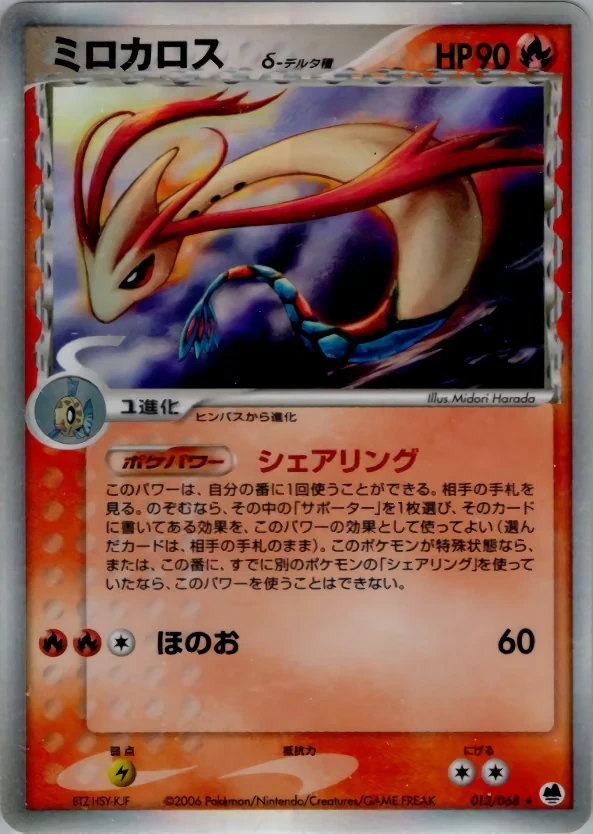 ミロカロス δ-デルタ種 HP90
Illus. Midori Harada
1進化
ヒンバスから進化
ポケパワー シェアリング
このパワーは、自分の番に1回使うことができる。相手の手札を
見る。のぞむなら、その中の「サポーター」を1枚選び、そのカード
に書いてある効果を、このパワーの効果として使ってよい(選ん
だカードは、相手の手札のまま)。このポケモンが特殊状態なら、
または、この番に、すでに別のポケモンの「シェアリング」を使って
いたなら、このパワーを使うことはできない。
ほのお 60
弱点 抵抗力 にげる
BTZ HSY·KJF ©2006 Pokémon/Nintendo/Creatures/GAME FREAK 012/068 ★